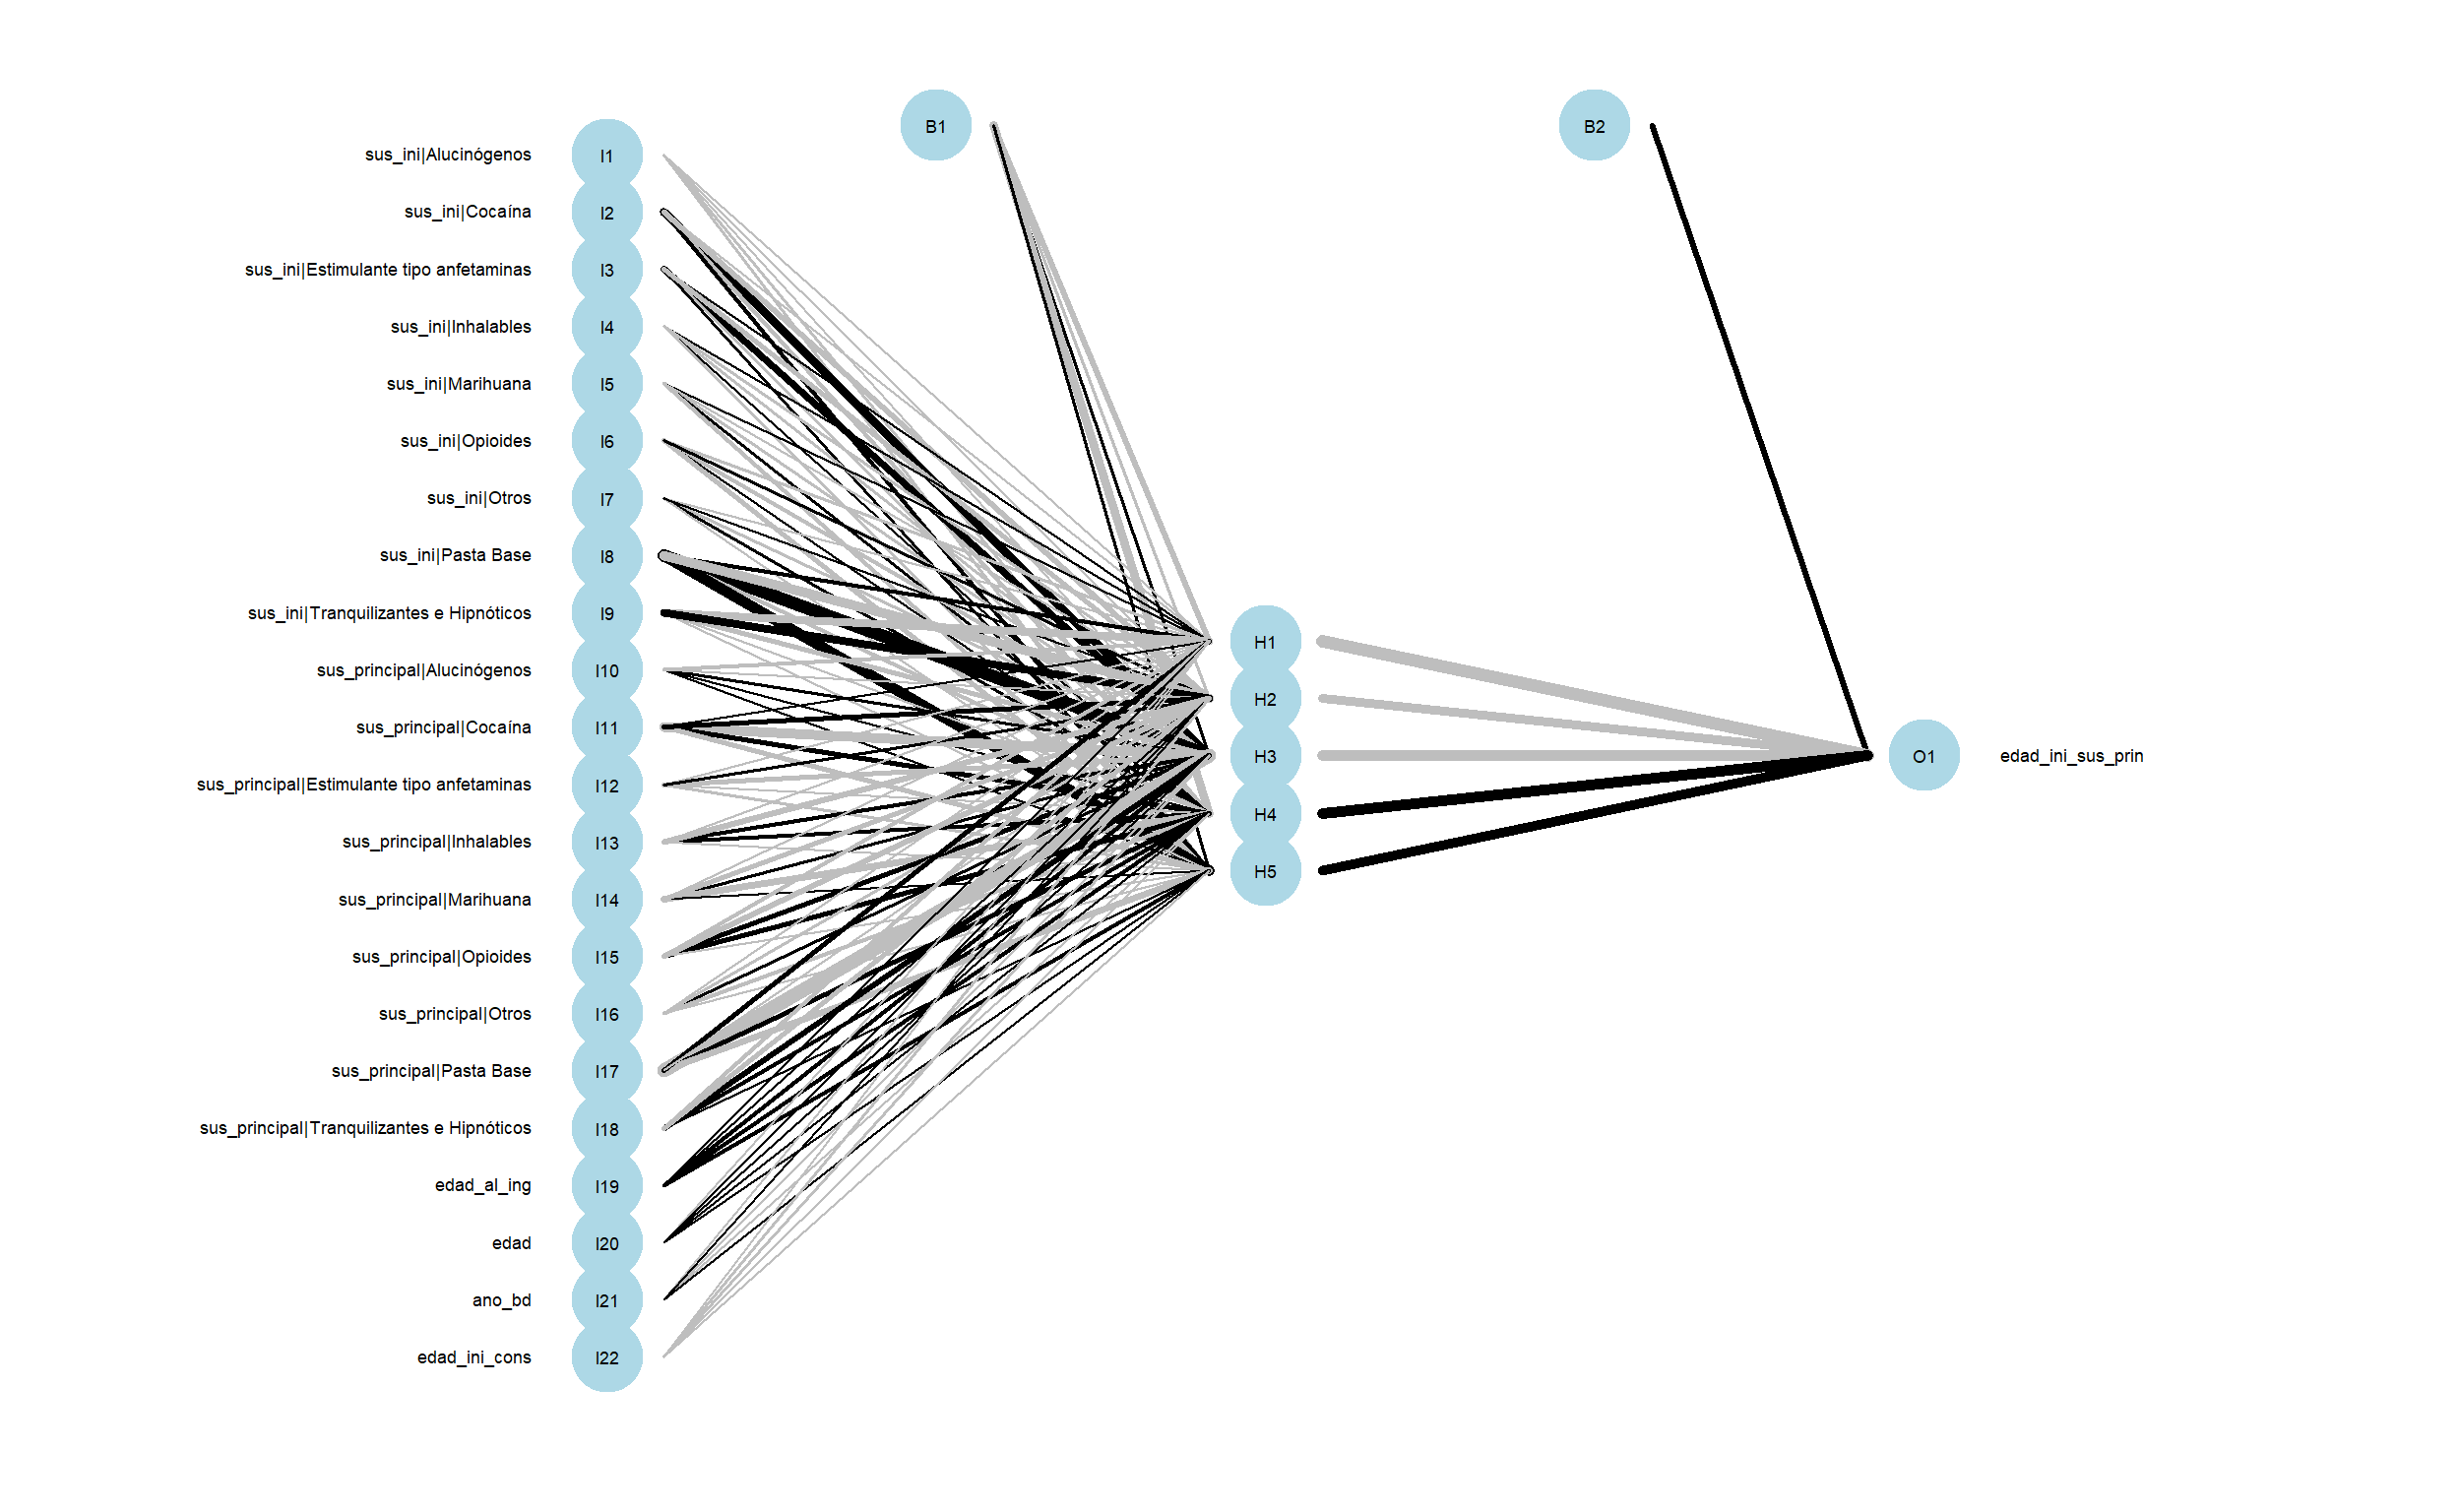 B1
B2
sus_ini|Alucinógenos I1
sus_ini|Cocaína I2
sus_ini|Estimulante tipo anfetaminas I3
sus_ini|Inhalables I4
sus_ini|Marihuana I5
sus_ini|Opioides I6
sus_ini|Otros I7
sus_ini|Pasta Base I8
sus_ini|Tranquilizantes e Hipnóticos I9
sus_principal|Alucinógenos I10
sus_principal|Cocaína I11
sus_principal|Estimulante tipo anfetaminas I12
sus_principal|Inhalables I13
sus_principal|Marihuana I14
sus_principal|Opioides I15
sus_principal|Otros I16
sus_principal|Pasta Base I17
sus_principal|Tranquilizantes e Hipnóticos I18
edad_al_ing I19
edad I20
ano_bd I21
edad_ini_cons I22
H1
H2
H3
H4
H5
O1 edad_ini_sus_prin